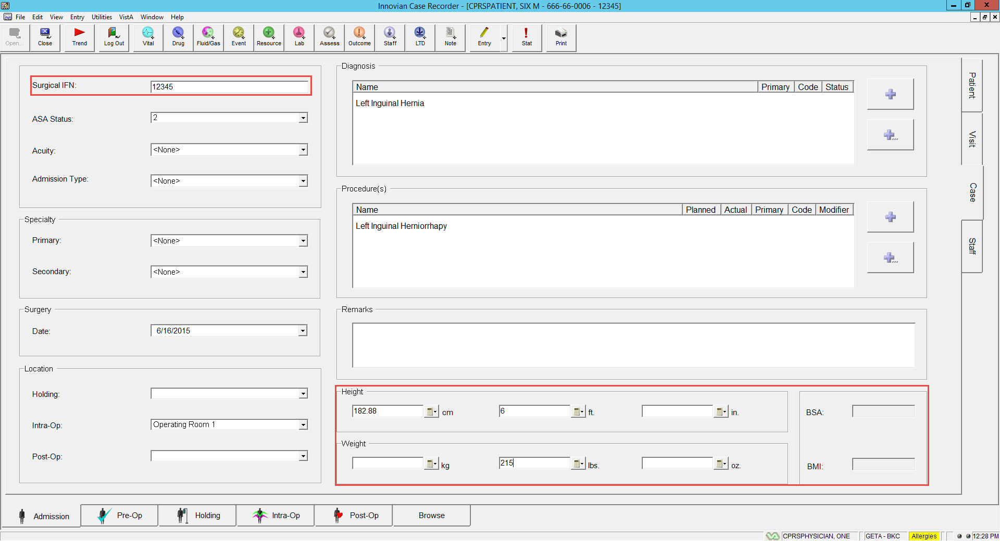 Innovian Case Recorder - [CPRSPATIENT, SIX M - 666-66-0006 - 12345]
File Edit View Entry Utilities VistA Window Help
Open... Close Trend Log Out Vital Drug Fluid/Gas Event Resource Lab Assess Outcome Staff LTD Note Entry Stat Print
Surgical IFN: 12345
ASA Status: 2
Acuity: <None>
Admission Type: <None>
Specialty
Primary: <None>
Secondary: <None>
Surgery
Date: 6/16/2015
Location
Holding:
Intra-Op: Operating Room 1
Post-Op:
Diagnosis
Name Primary Code Status
Left Inguinal Hernia
Procedure(s)
Name Planned Actual Primary Code Modifier
Left Inguinal Herniorrhapy
Remarks
Height
182.88 cm 6 ft. in.
Weight
kg 215 lbs. oz.
BSA:
BMI:
Patient
Visit
Case
Staff
Admission Pre-Op Holding Intra-Op Post-Op Browse
CPRSPHYSICIAN, ONE GETA - BKC Allergies 12:28 PM